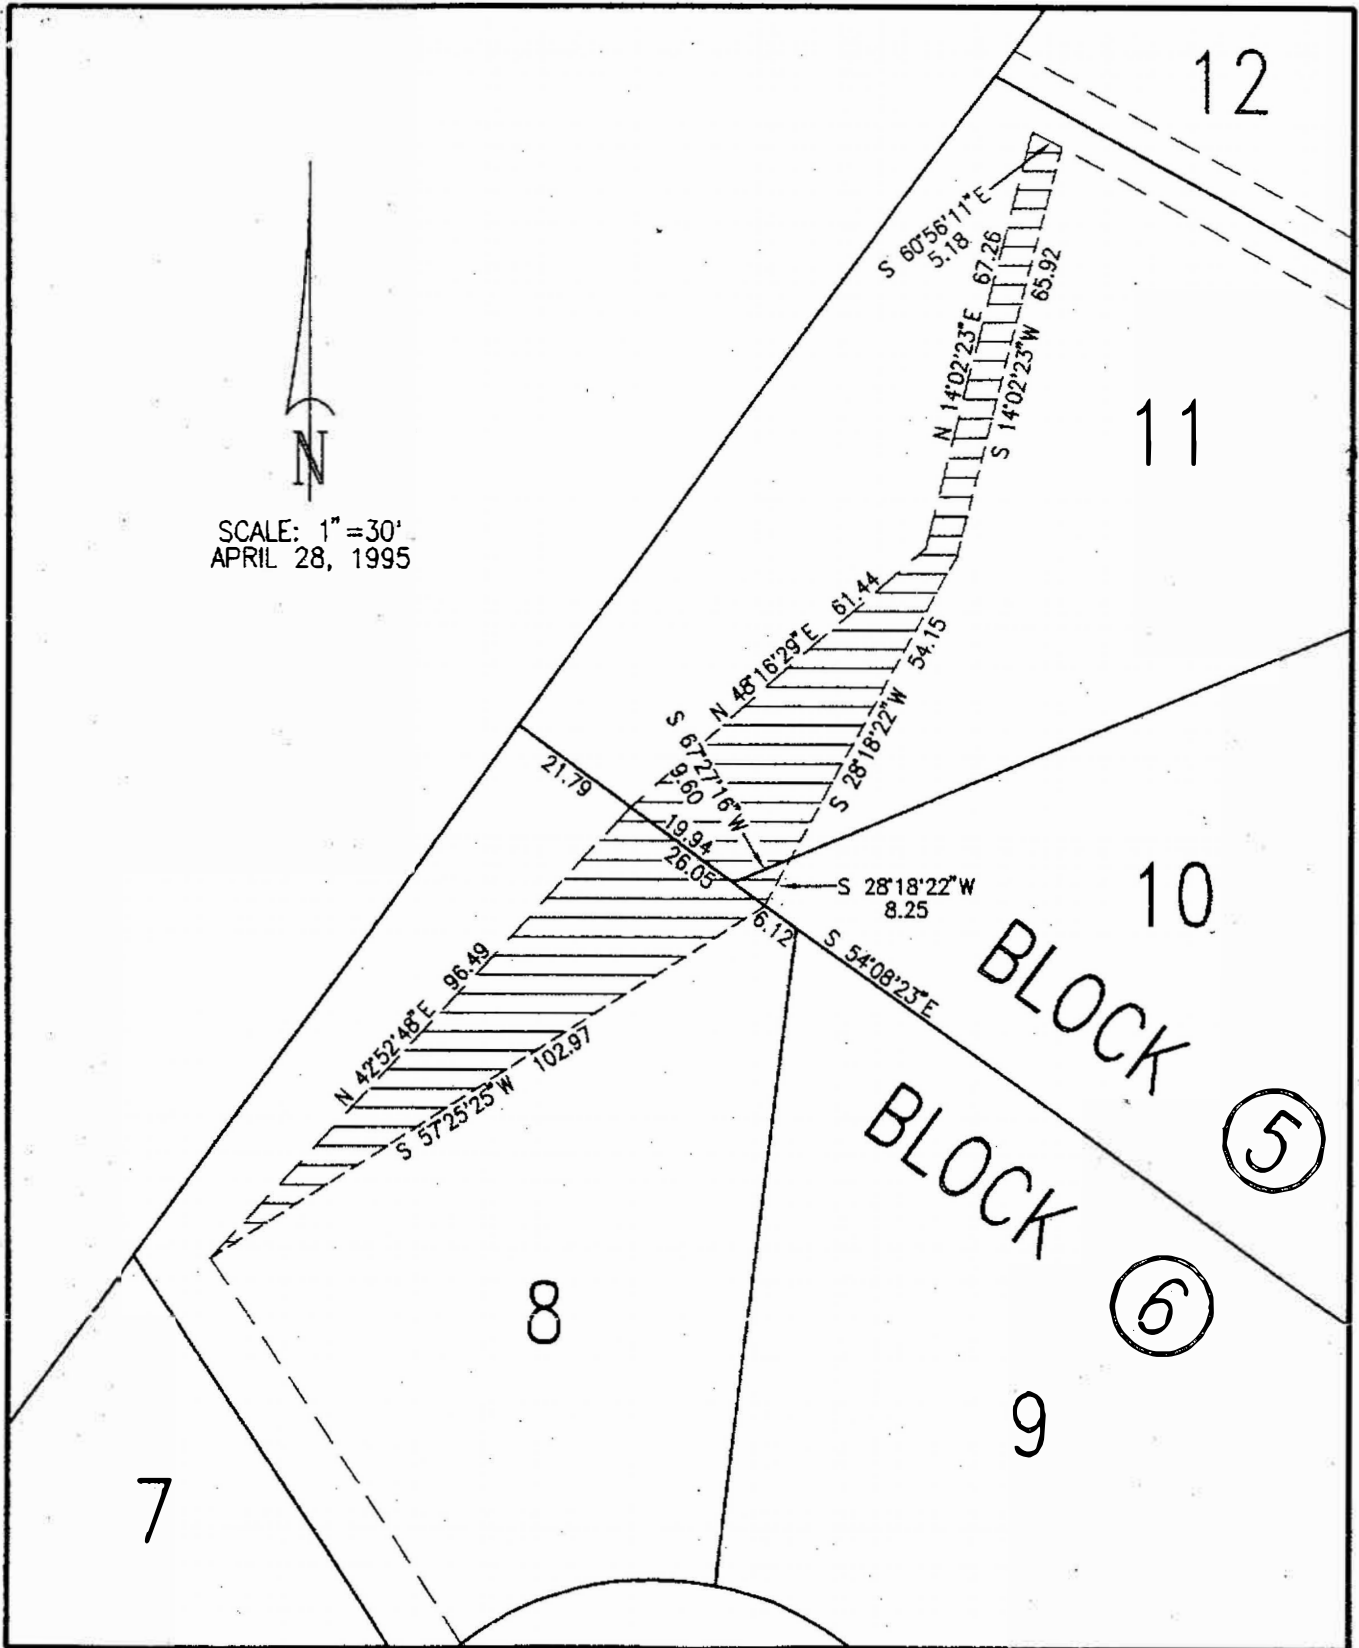 12
S 60°56'11" E
5.18
N 14°02'23" E 67.26
S 14°02'23" W 65.92
11
N
SCALE: 1"=30'
APRIL 28, 1995
N 48°16'29" E 61.44
S 28°18'22" W 54.15
S 67°27'16" W
9.60
21.79
19.94
26.05
S 28°18'22" W
8.25
10
6.12
S 54°08'23" E
BLOCK 5
N 42°52'48" E 96.49
S 57°25'25" W 102.97
BLOCK 6
8
9
7